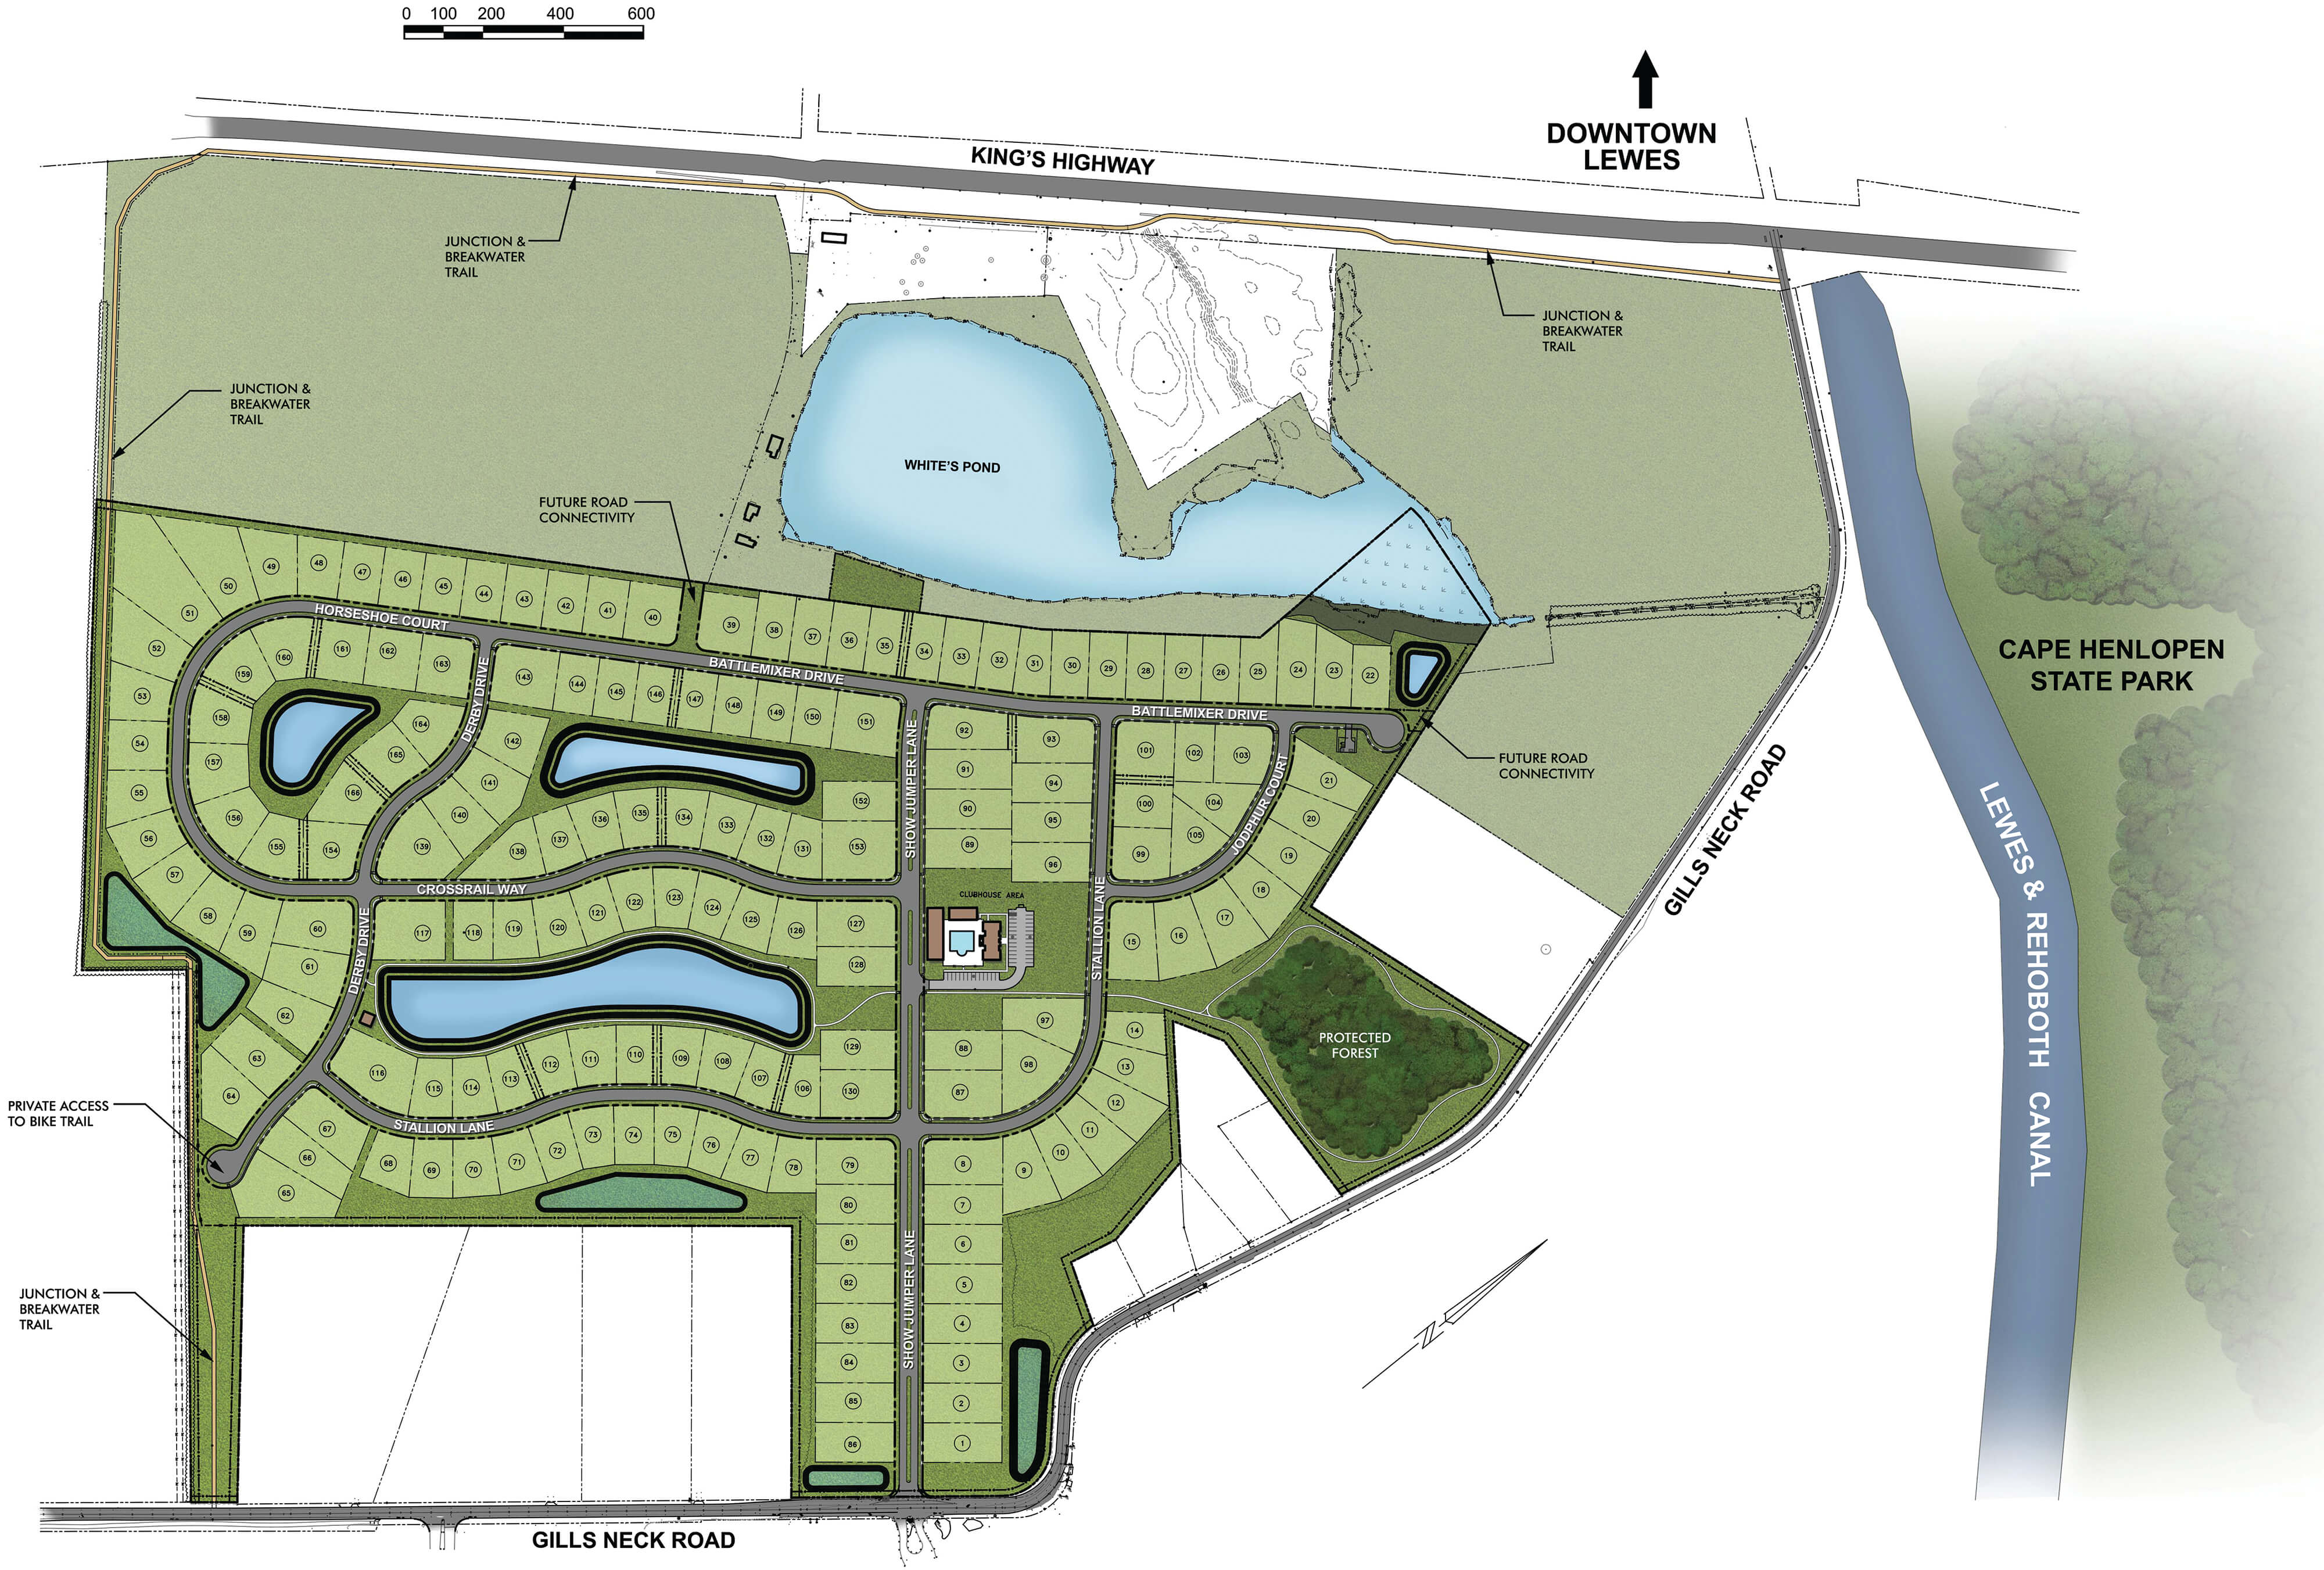 0 100 200 400 600
DOWNTOWN
LEWES
KING'S HIGHWAY
JUNCTION &
BREAKWATER
TRAIL
JUNCTION &
BREAKWATER
TRAIL
JUNCTION &
BREAKWATER
TRAIL
WHITE'S POND
FUTURE ROAD
CONNECTIVITY
49 48 47 46 45 44 43 42 41 40
50
51
52
53
54
55
56
57
58
59
60
61
62
63
64
HORSESHOE COURT
39 38 37 36 35 34 33 32 31 30 29 28 27 26 25 24 23 22
CAPE HENLOPEN
STATE PARK
BATTLEMIXER DRIVE
BATTLEMIXER DRIVE
DERBY DRIVE
159 160 161 162 163
158
157
156
155
154
164
165
166
143 144 145 146 147 148 149 150 151
142
141
140
139
138 137 136 135 134 133 132 131
152
153
SHOW JUMPER LANE
92
91
90
89
93
94
95
96
101 102 103
100
104
105
99
JODPHUR COURT
21
20
19
18
17
16
15
FUTURE ROAD
CONNECTIVITY
GILLS NECK ROAD
LEWES & REHOBOTH CANAL
CROSSRAIL WAY
DERBY DRIVE
117 118 119 120 121 122 123 124 125 126
127
128
CLUBHOUSE AREA
STALLION LANE
PROTECTED
FOREST
97
88
98
87
14
13
12
11
10
9
116 115 114 113 112 111 110 109 108 107 106
129
130
PRIVATE ACCESS
TO BIKE TRAIL
STALLION LANE
67
66
65
68 69 70 71 72 73 74 75 76 77 78
79
80
81
82
83
84
85
86
SHOW JUMPER LANE
8
7
6
5
4
3
2
1
JUNCTION &
BREAKWATER
TRAIL
N
GILLS NECK ROAD